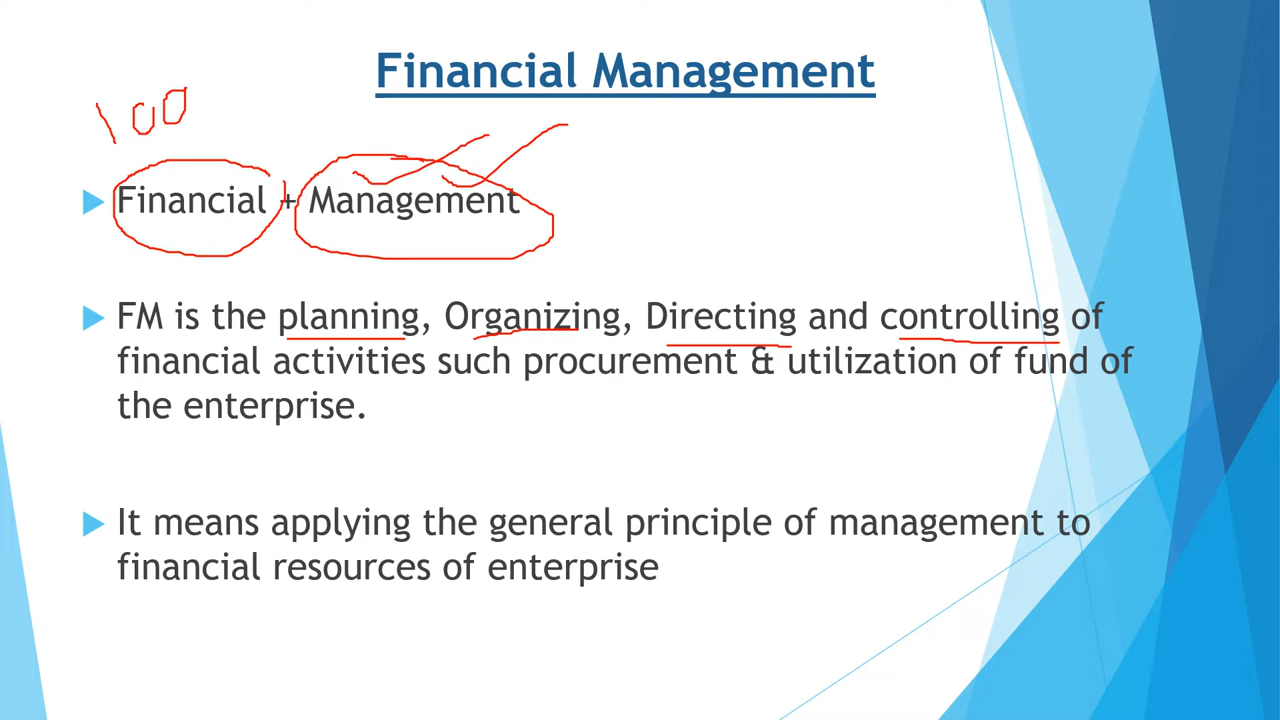 Financial Management
100
Financial + Management
FM is the planning, Organizing, Directing and controlling of
financial activities such procurement & utilization of fund of
the enterprise.
It means applying the general principle of management to
financial resources of enterprise